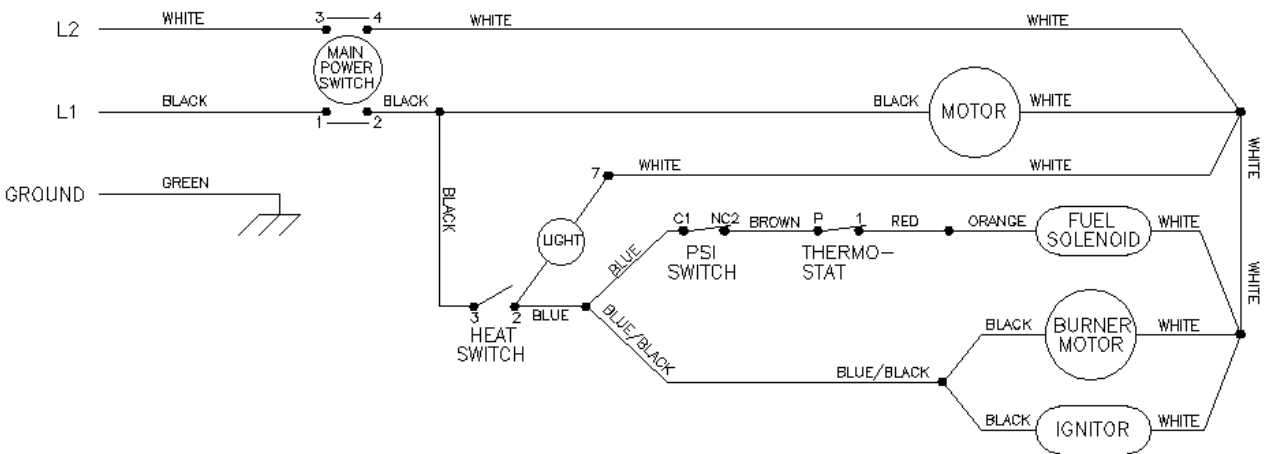 L2 WHITE 3 4 WHITE WHITE
MAIN
POWER
SWITCH
L1 BLACK 1 2 BLACK BLACK MOTOR WHITE
GROUND GREEN
BLACK
7 WHITE WHITE
WHITE
LIGHT
BLUE
C1 NC2 BROWN P 1 RED ORANGE
PSI
SWITCH
THERMO-
STAT
FUEL
SOLENOID
WHITE
WHITE
3 2 BLUE
HEAT
SWITCH
BLUE/BLACK
BLUE/BLACK
BLACK
BURNER
MOTOR
WHITE
BLACK IGNITOR WHITE